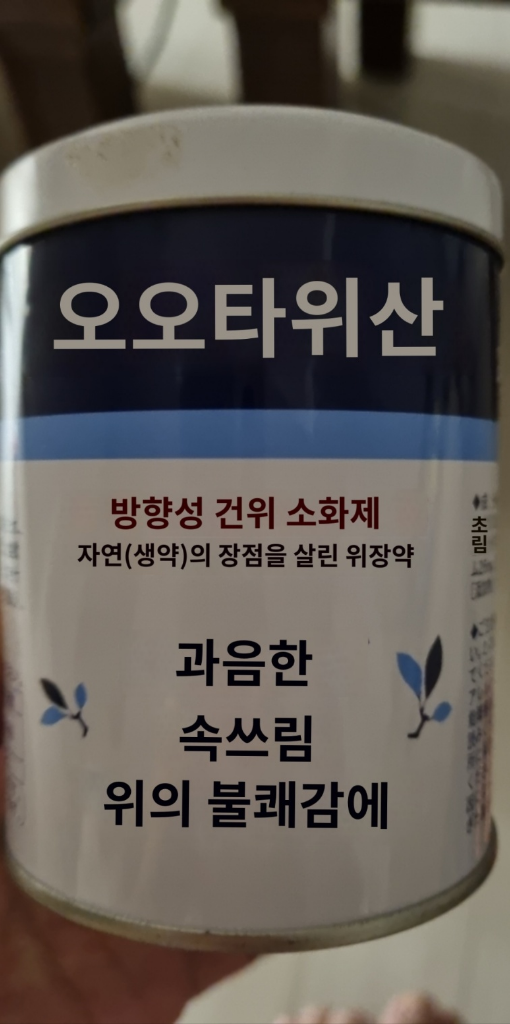 오오타위산
방향성 건위 소화제
자연(생약)의 장점을 살린 위장약
과음한
속쓰림
위의 불쾌감에
초
림